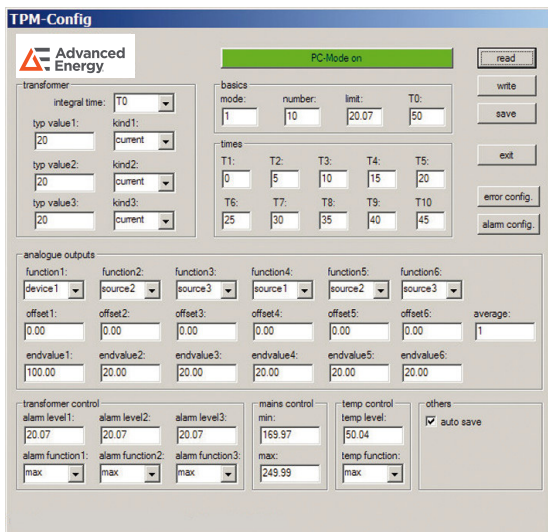 TPM-Config
Advanced
Energy
PC-Mode on
read
write
save
exit
error config.
alarm config.
transformer
integral time: T0
typ value1: kind1:
20 current
typ value2: kind2:
20 current
typ value3: kind3:
20 current
basics
mode: number: limit: T0:
1 10 20.07 50
times
T1: T2: T3: T4: T5:
0 5 10 15 20
T6: T7: T8: T9: T10
25 30 35 40 45
analogue outputs
function1: function2: function3: function4: function5: function6:
device1 source2 source3 source1 source2 source3
offset1: offset2: offset3: offset4: offset5: offset6: average:
0.00 0.00 0.00 0.00 0.00 0.00 1
endvalue1: endvalue2: endvalue3: endvalue4: endvalue5: endvalue6:
100.00 20.00 20.00 20.00 20.00 20.00
transformer control
alarm level1: alarm level2: alarm level3:
20.07 20.07 20.07
alarm function1: alarm function2: alarm function3:
max max max
mains control
min:
169.97
max:
249.99
temp control
temp level:
50.04
temp function:
max
others
auto save